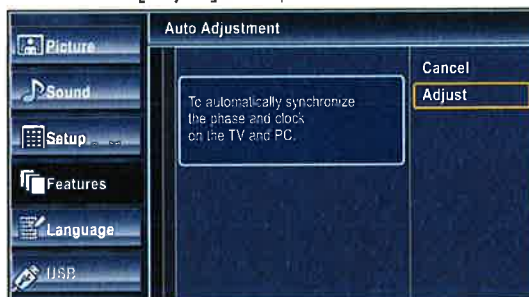 Auto Adjustment
Picture
Sound
Setup
Features
Language
USB
To automatically synchronize
the phase and clock
on the TV and PC.
Cancel
Adjust